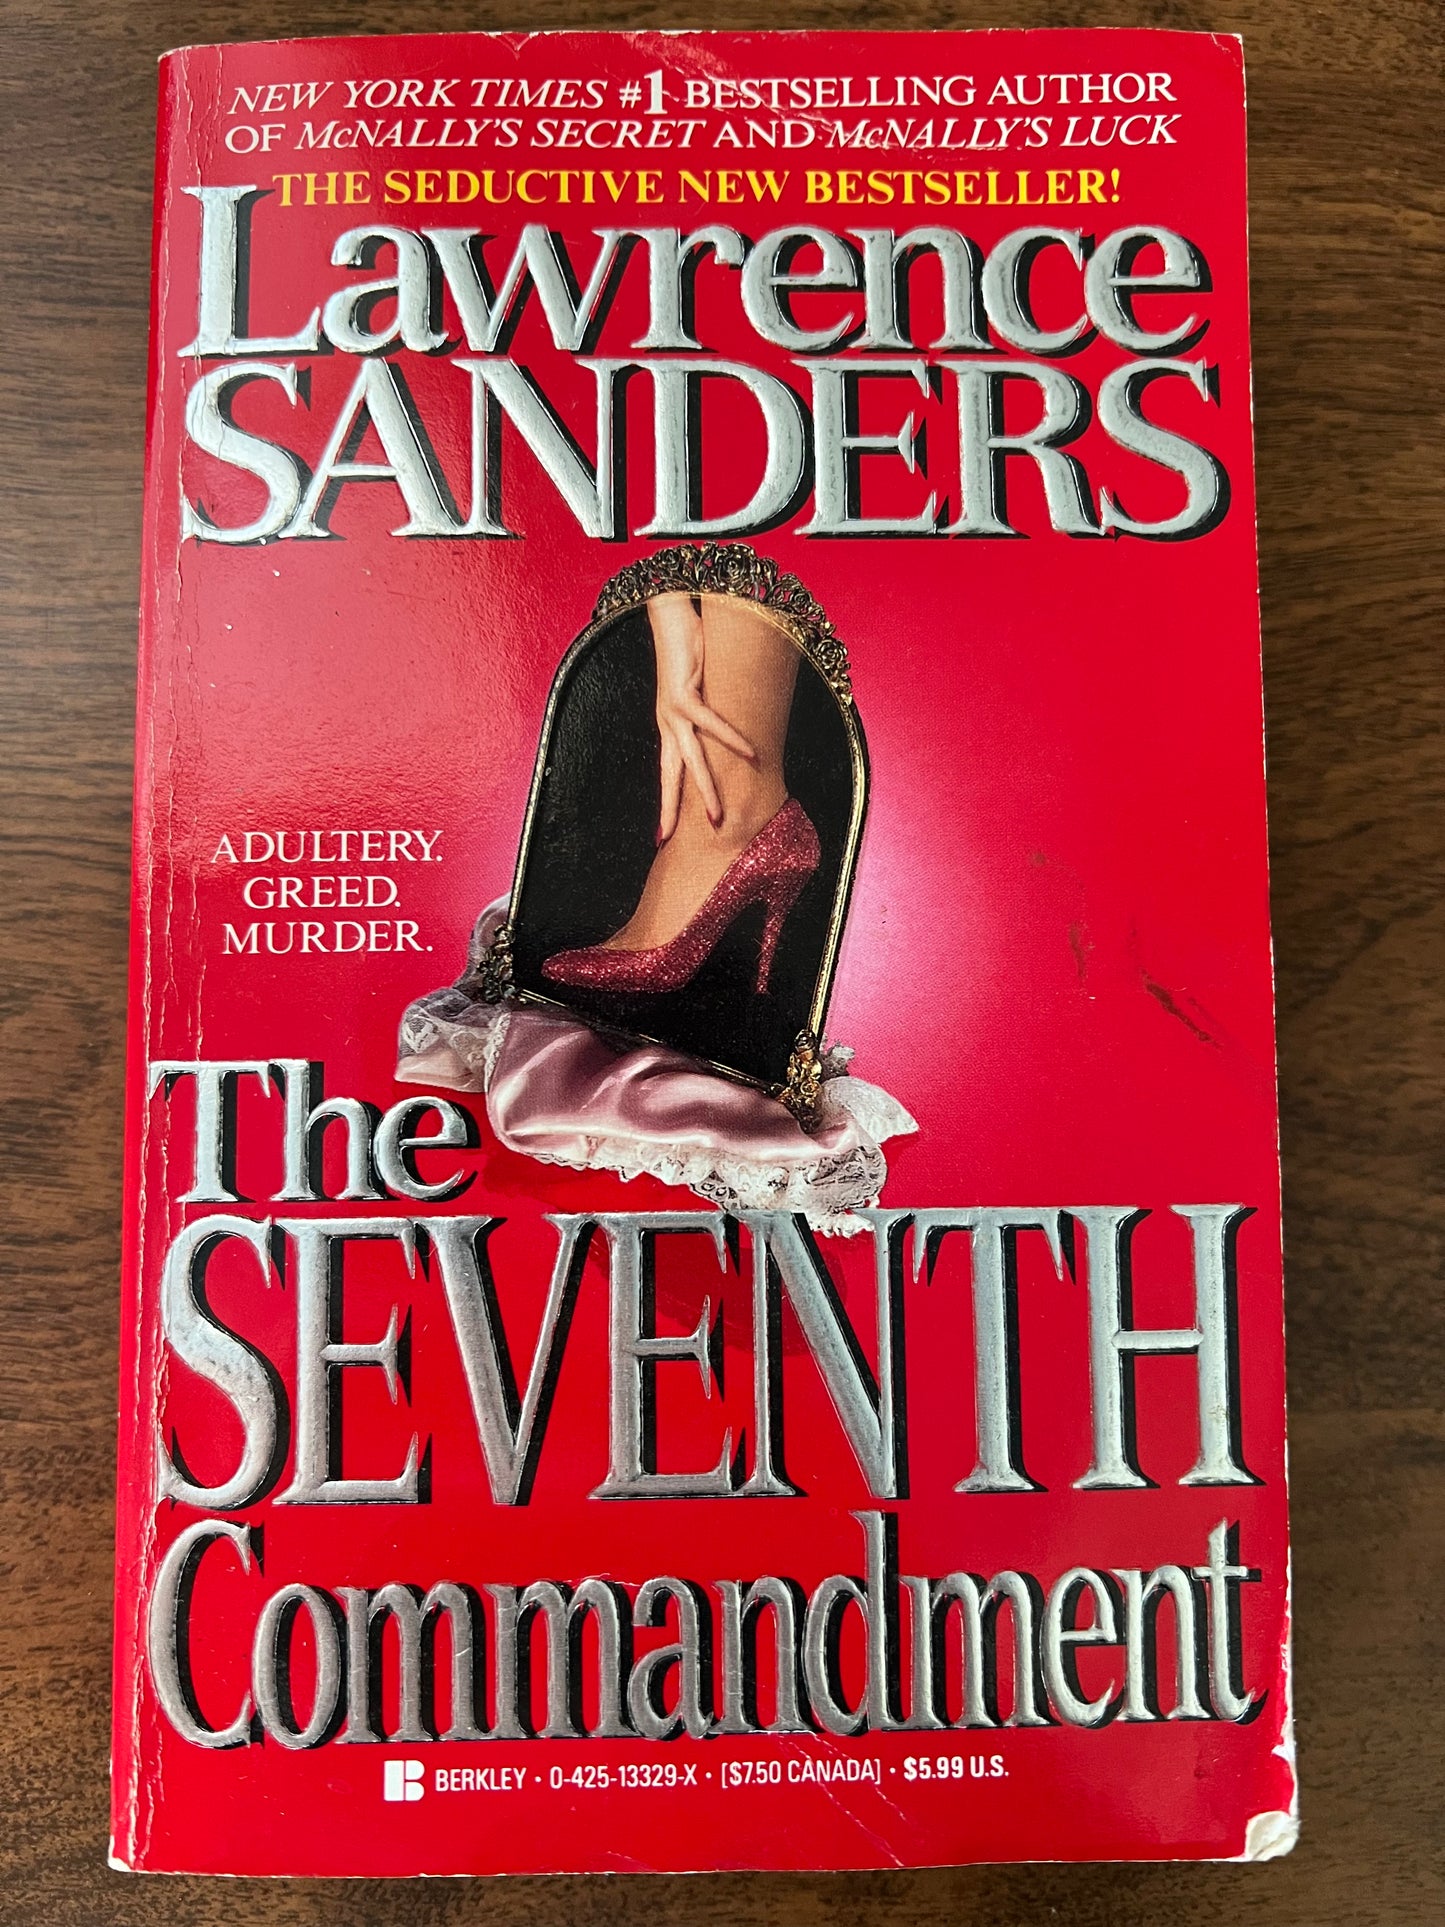 NEW YORK TIMES #1 BESTSELLING AUTHOR
OF McNALLY'S SECRET AND McNALLY'S LUCK
THE SEDUCTIVE NEW BESTSELLER!
Lawrence
SANDERS
ADULTERY.
GREED.
MURDER.
The
SEVENTH
Commandment
B BERKLEY • 0-425-13329-X • [$7.50 CANADA] • $5.99 U.S.